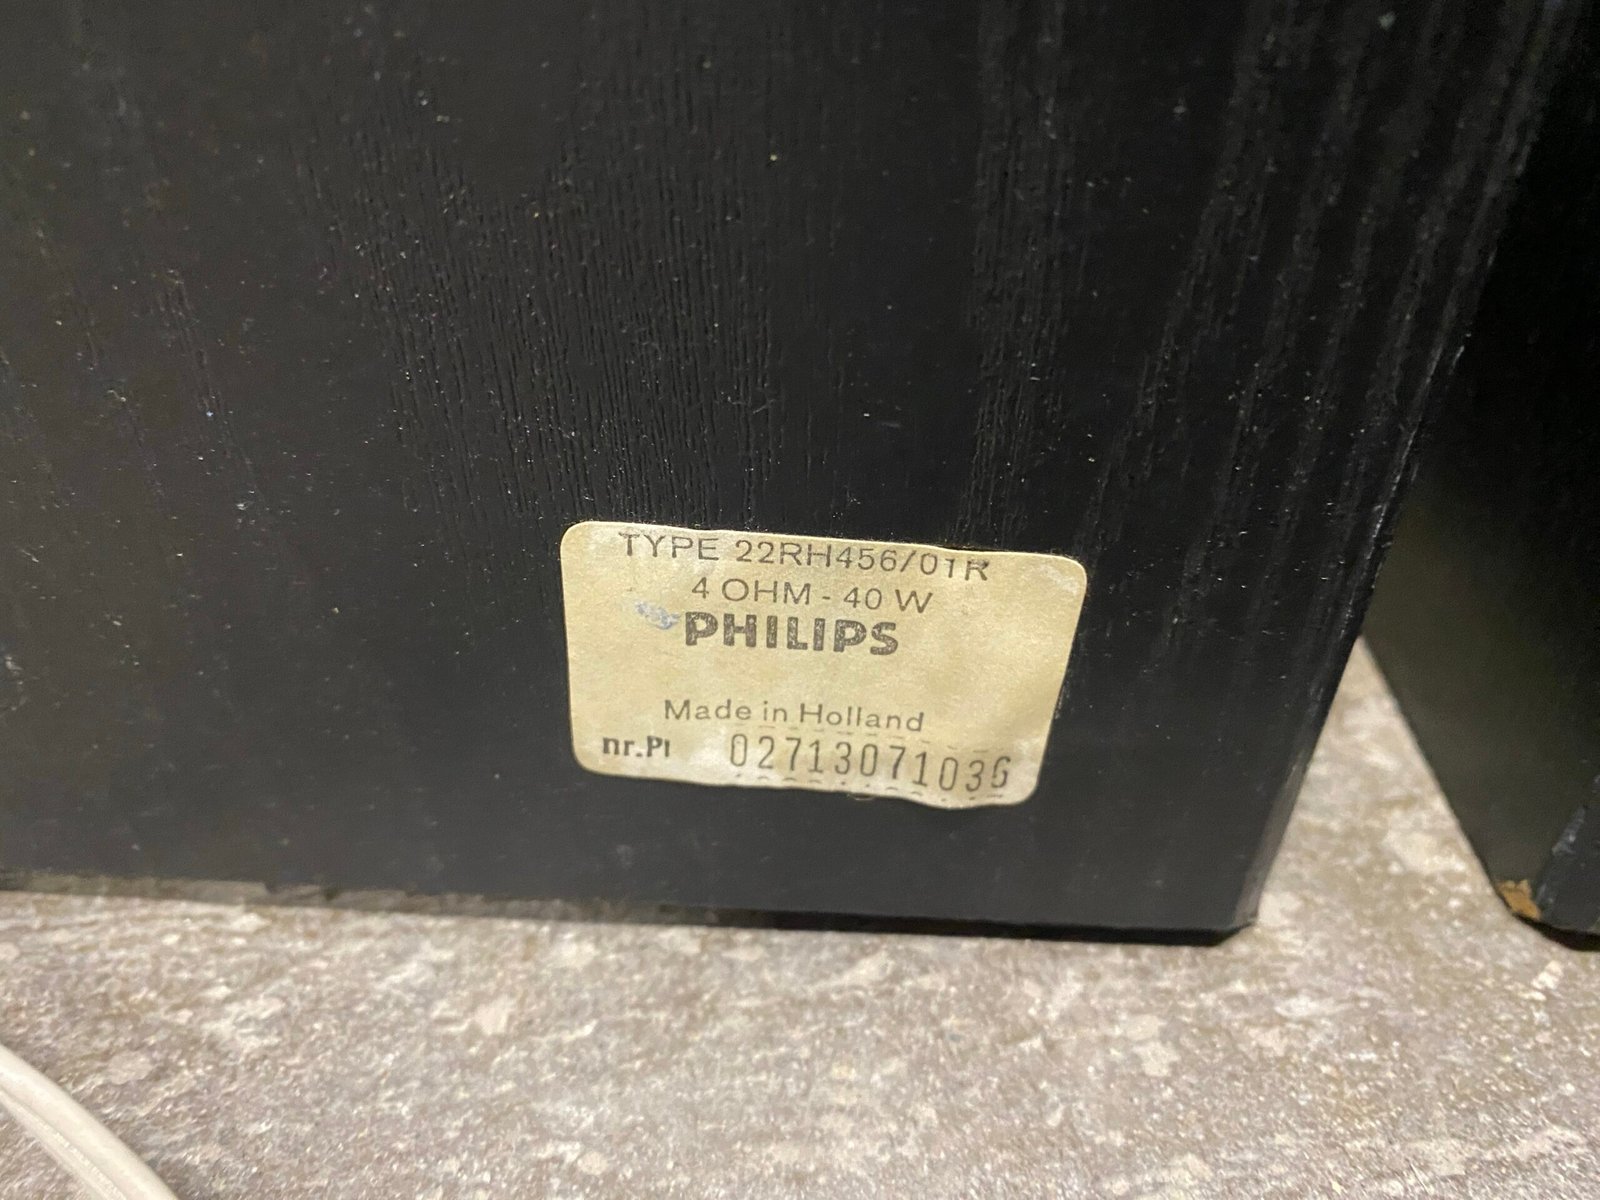 TYPE 22RH456/01R
4 OHM - 40 W
PHILIPS
Made in Holland
nr.Pl 02713071036